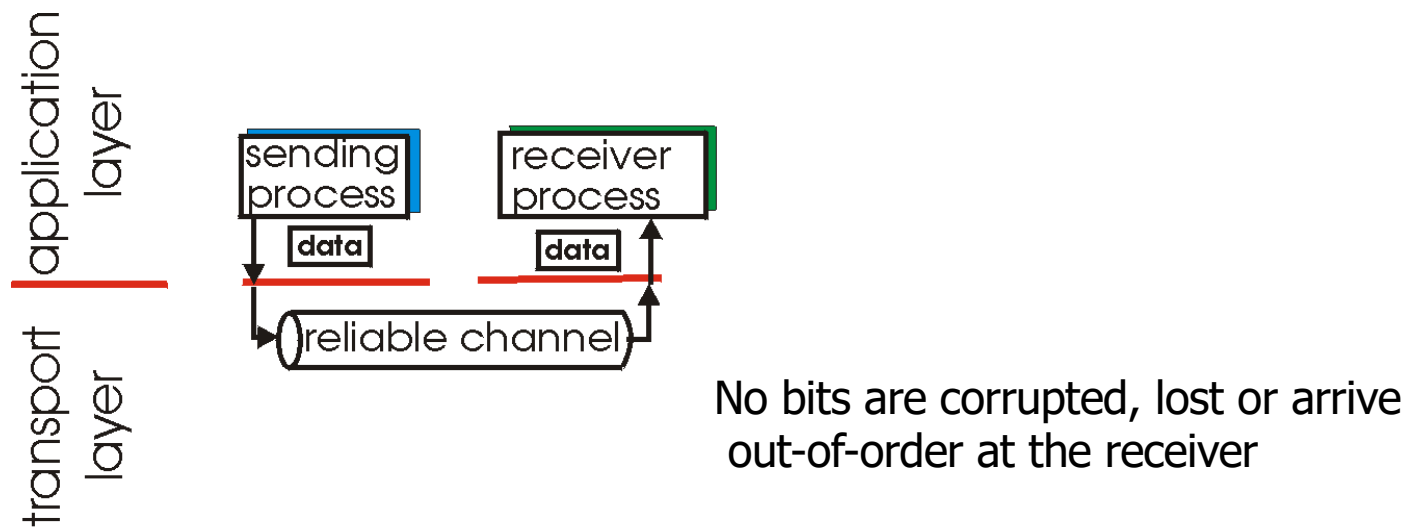 application
layer
sending
process
receiver
process
data
data
reliable channel
transport
layer
No bits are corrupted, lost or arrive
out-of-order at the receiver